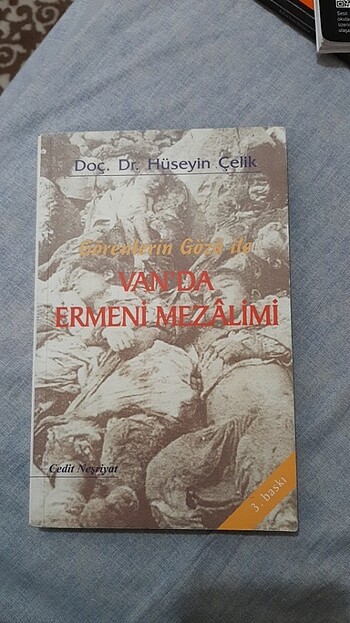 Doç. Dr. Hüseyin Çelik
Görenlerin Gözü ile
VAN'DA
ERMENİ MEZÂLİMİ
Cedit Neşriyat
3. baskı